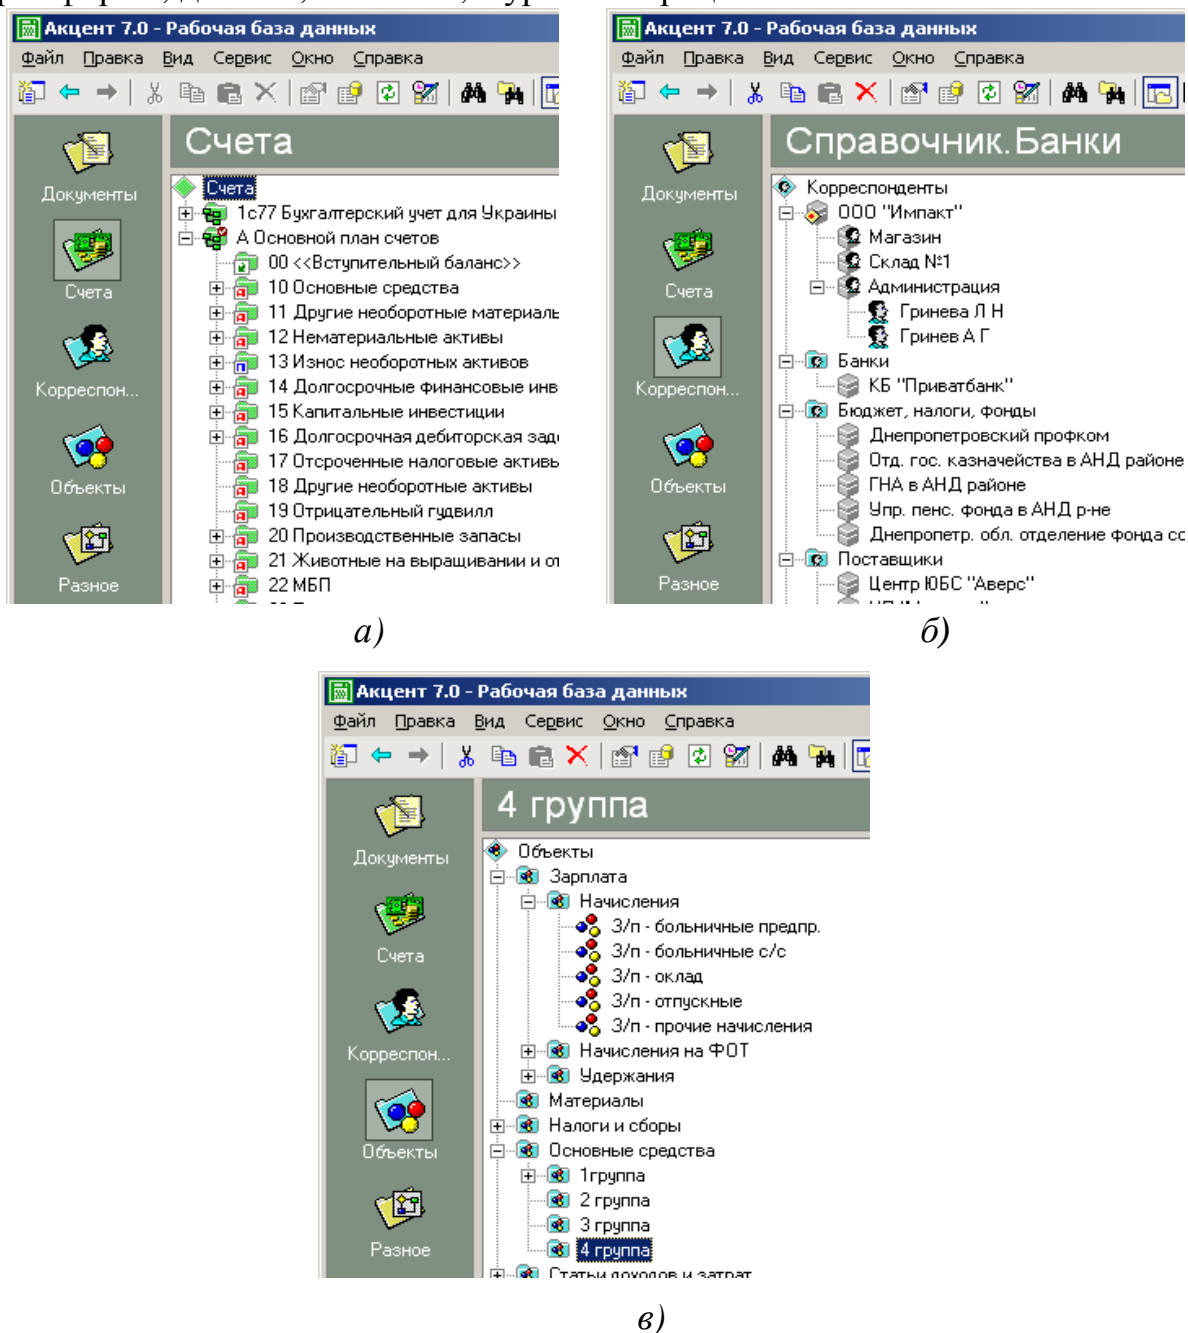 Акцент 7.0 - Рабочая база данных
Файл Правка Вид Сервис Окно Справка
Счета
Документы
Счета
Корреспон...
Объекты
Разное
Счета
1с77 Бухгалтерский учет для Украины
А Основной план счетов
00 <<Вступительный баланс>>
10 Основные средства
11 Другие необоротные материаль
12 Нематериальные активы
13 Износ необоротных активов
14 Долгосрочные финансовые инв
15 Капитальные инвестиции
16 Долгосрочная дебиторская зад
17 Отсроченные налоговые активы
18 Другие необоротные активы
19 Отрицательный гудвилл
20 Производственные запасы
21 Животные на выращивании и от
22 МБП
а)
Акцент 7.0 - Рабочая база данных
Файл Правка Вид Сервис Окно Справка
Справочник.Банки
Документы
Счета
Корреспон...
Объекты
Разное
Корреспонденты
ООО "Импакт"
Магазин
Склад №1
Администрация
Гринева Л Н
Гринев А Г
Банки
КБ "Приватбанк"
Бюджет, налоги, фонды
Днепропетровский профком
Отд. гос. казначейства в АНД районе
ГНА в АНД районе
Упр. пенс. фонда в АНД р-не
Днепропетр. обл. отделение фонда со
Поставщики
Центр ЮБС "Аверс"
б)
Акцент 7.0 - Рабочая база данных
Файл Правка Вид Сервис Окно Справка
4 группа
Документы
Счета
Корреспон...
Объекты
Разное
Объекты
Зарплата
Начисления
З/п - больничные предпр.
З/п - больничные с/с
З/п - оклад
З/п - отпускные
З/п - прочие начисления
Начисления на ФОТ
Удержания
Материалы
Налоги и сборы
Основные средства
1группа
2 группа
3 группа
4 группа
Статьи доходов и затрат
в)